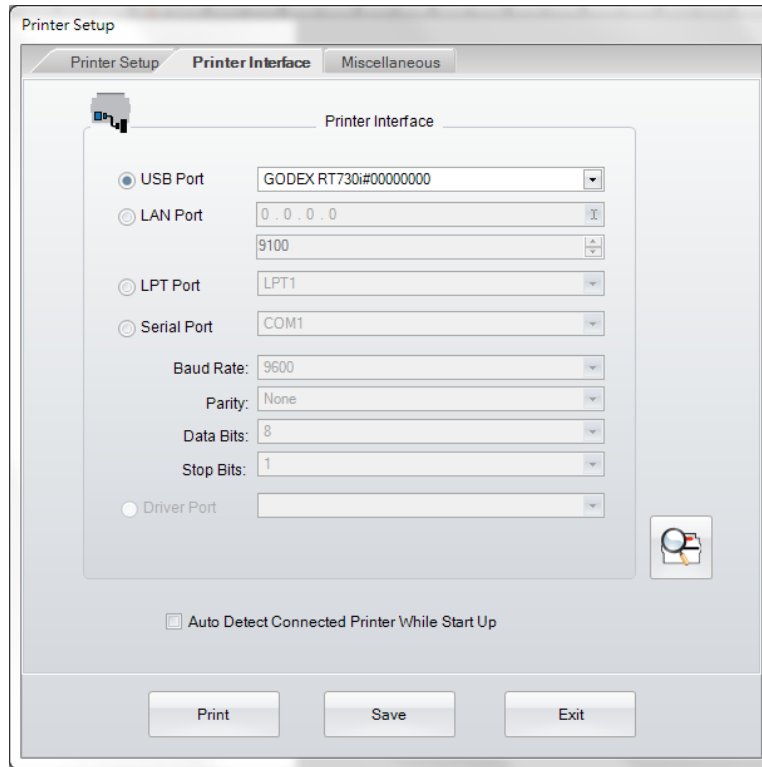 Printer Setup
Printer Setup Printer Interface Miscellaneous
Printer Interface
USB Port GODEX RT730i#00000000
LAN Port 0 . 0 . 0 . 0
9100
LPT Port LPT1
Serial Port COM1
Baud Rate: 9600
Parity: None
Data Bits: 8
Stop Bits: 1
Driver Port
Auto Detect Connected Printer While Start Up
Print Save Exit